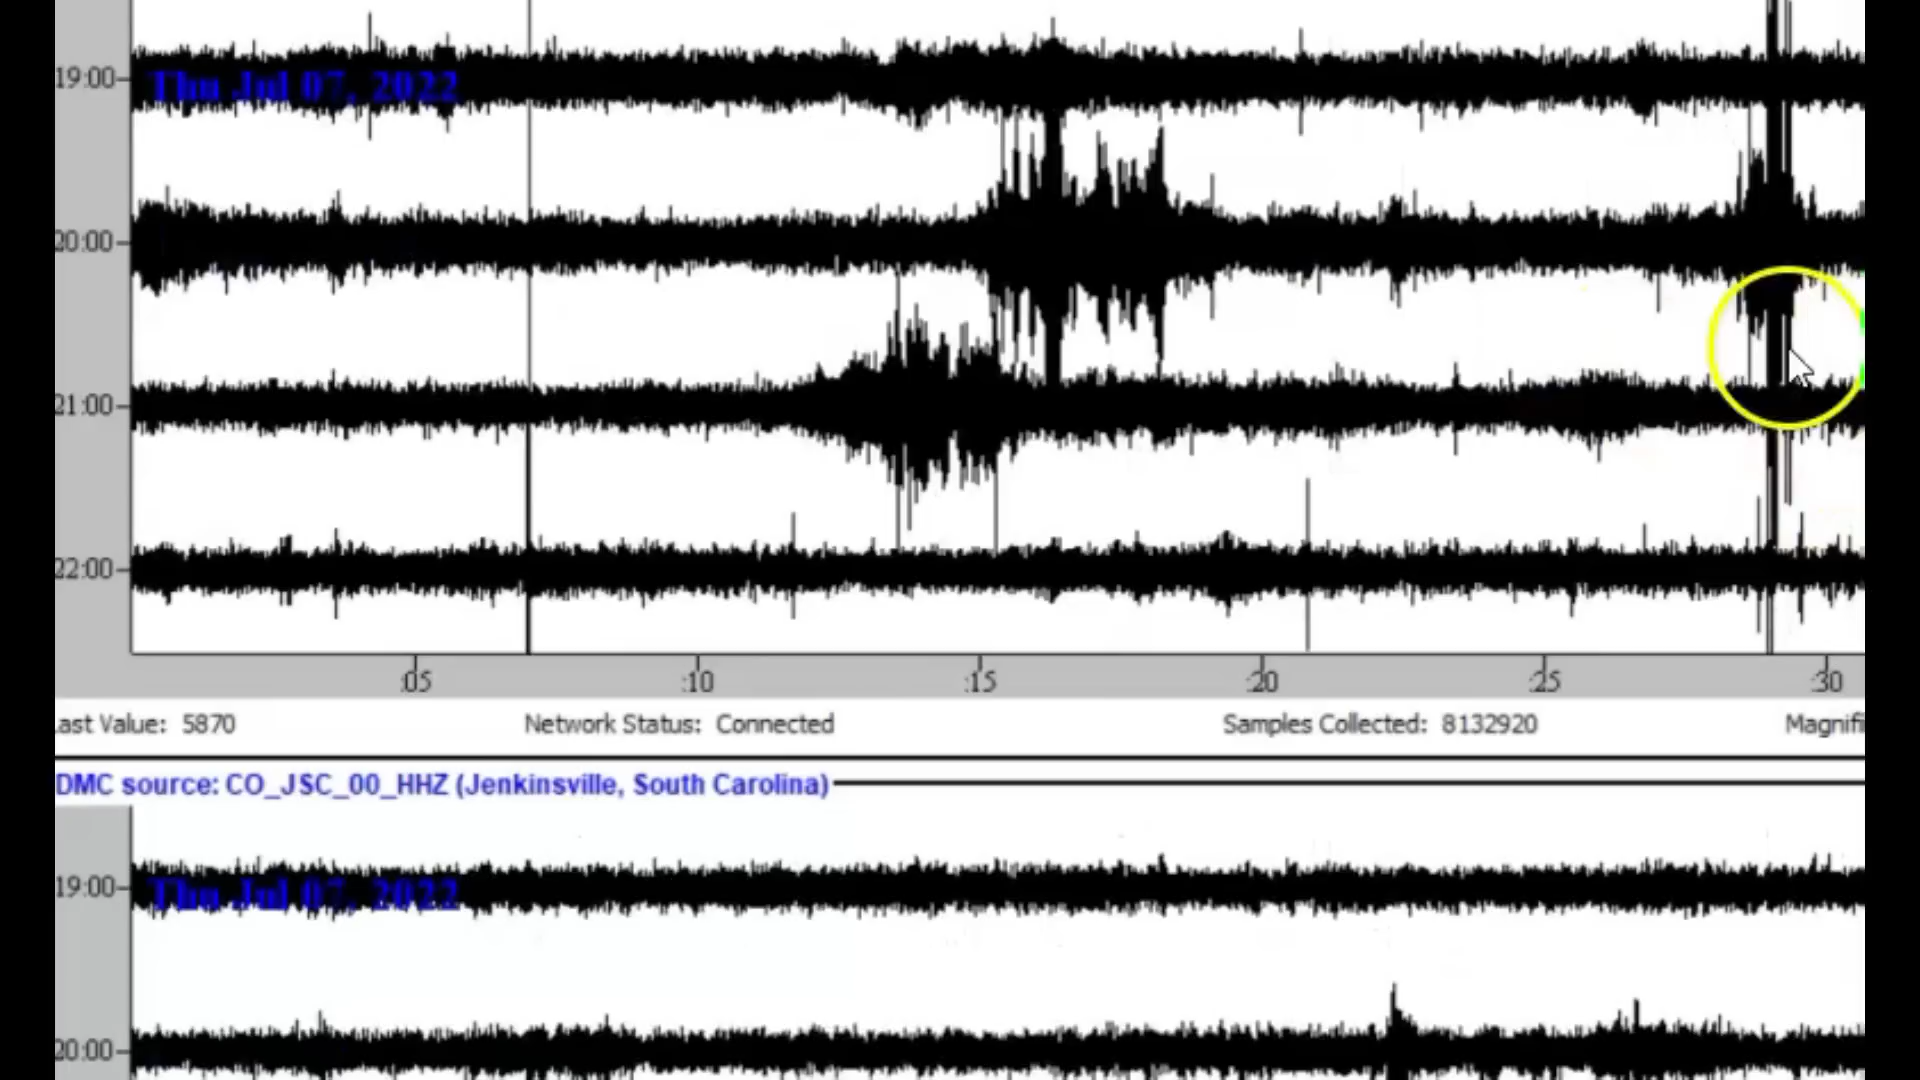 19:00
Thu Jul 07, 2022
20:00
21:00
22:00
:05 :10 :15 :20 :25 :30
ast Value: 5870 Network Status: Connected Samples Collected: 8132920 Magnifi
DMC source: CO_JSC_00_HHZ (Jenkinsville, South Carolina)
19:00
Thu Jul 07, 2022
20:00